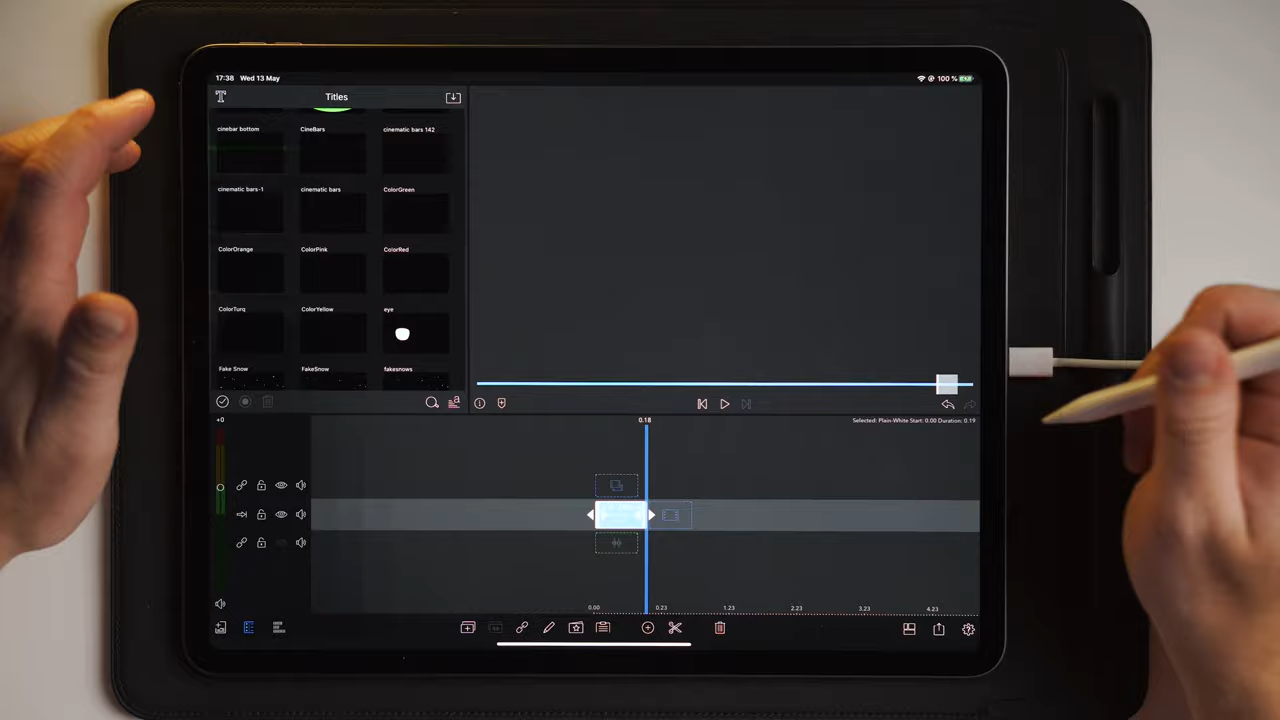 17:38 Wed 13 May
100 %
Titles
cinebar bottom CineBars cinematic bars 142
cinematic bars-1 cinematic bars ColorGreen
ColorOrange ColorPink ColorRed
ColorTurq ColorYellow eye
Fake Snow FakeSnow fakesnows
+0
0.18
Selected: Plain-White Start: 0.00 Duration: 0.19
0.00 0.23 1.23 2.23 3.23 4.23